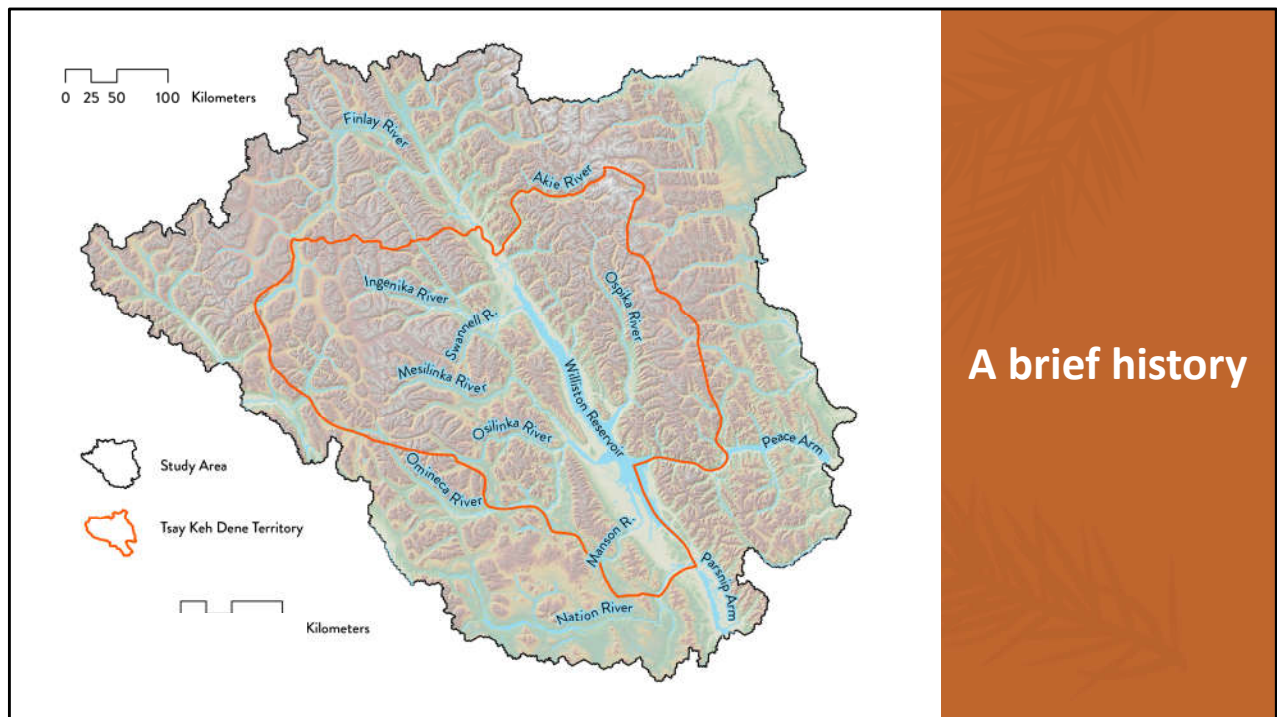 0 25 50 100 Kilometers
Finlay River
Akie River
Ingenika River
Ospika River
Swannell R.
Mesilinka River
Williston Reservoir
Osilinka River
Peace Arm
Omineca River
Manson R.
Parsnip Arm
Nation River
Study Area
Tsay Keh Dene Territory
Kilometers
A brief history